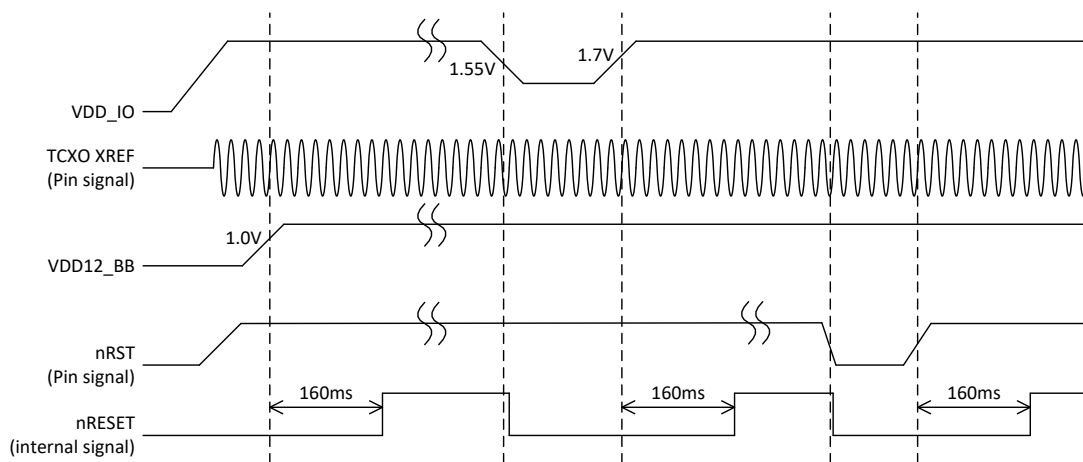 1.55V
1.7V
VDD_IO
TCXO XREF
(Pin signal)
1.0V
VDD12_BB
nRST
(Pin signal)
160ms
160ms
160ms
nRESET
(internal signal)